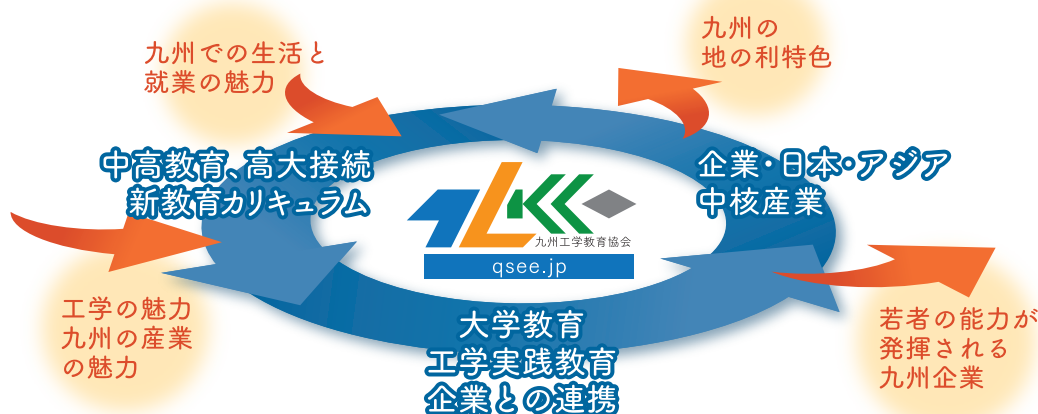 九州での生活と
就業の魅力
九州の
地の利特色
中高教育、高大接続
新教育カリキュラム
企業・日本・アジア
中核産業
九州工学教育協会
qsee.jp
工学の魅力
九州の産業
の魅力
大学教育
工学実践教育
企業との連携
若者の能力が
発揮される
九州企業